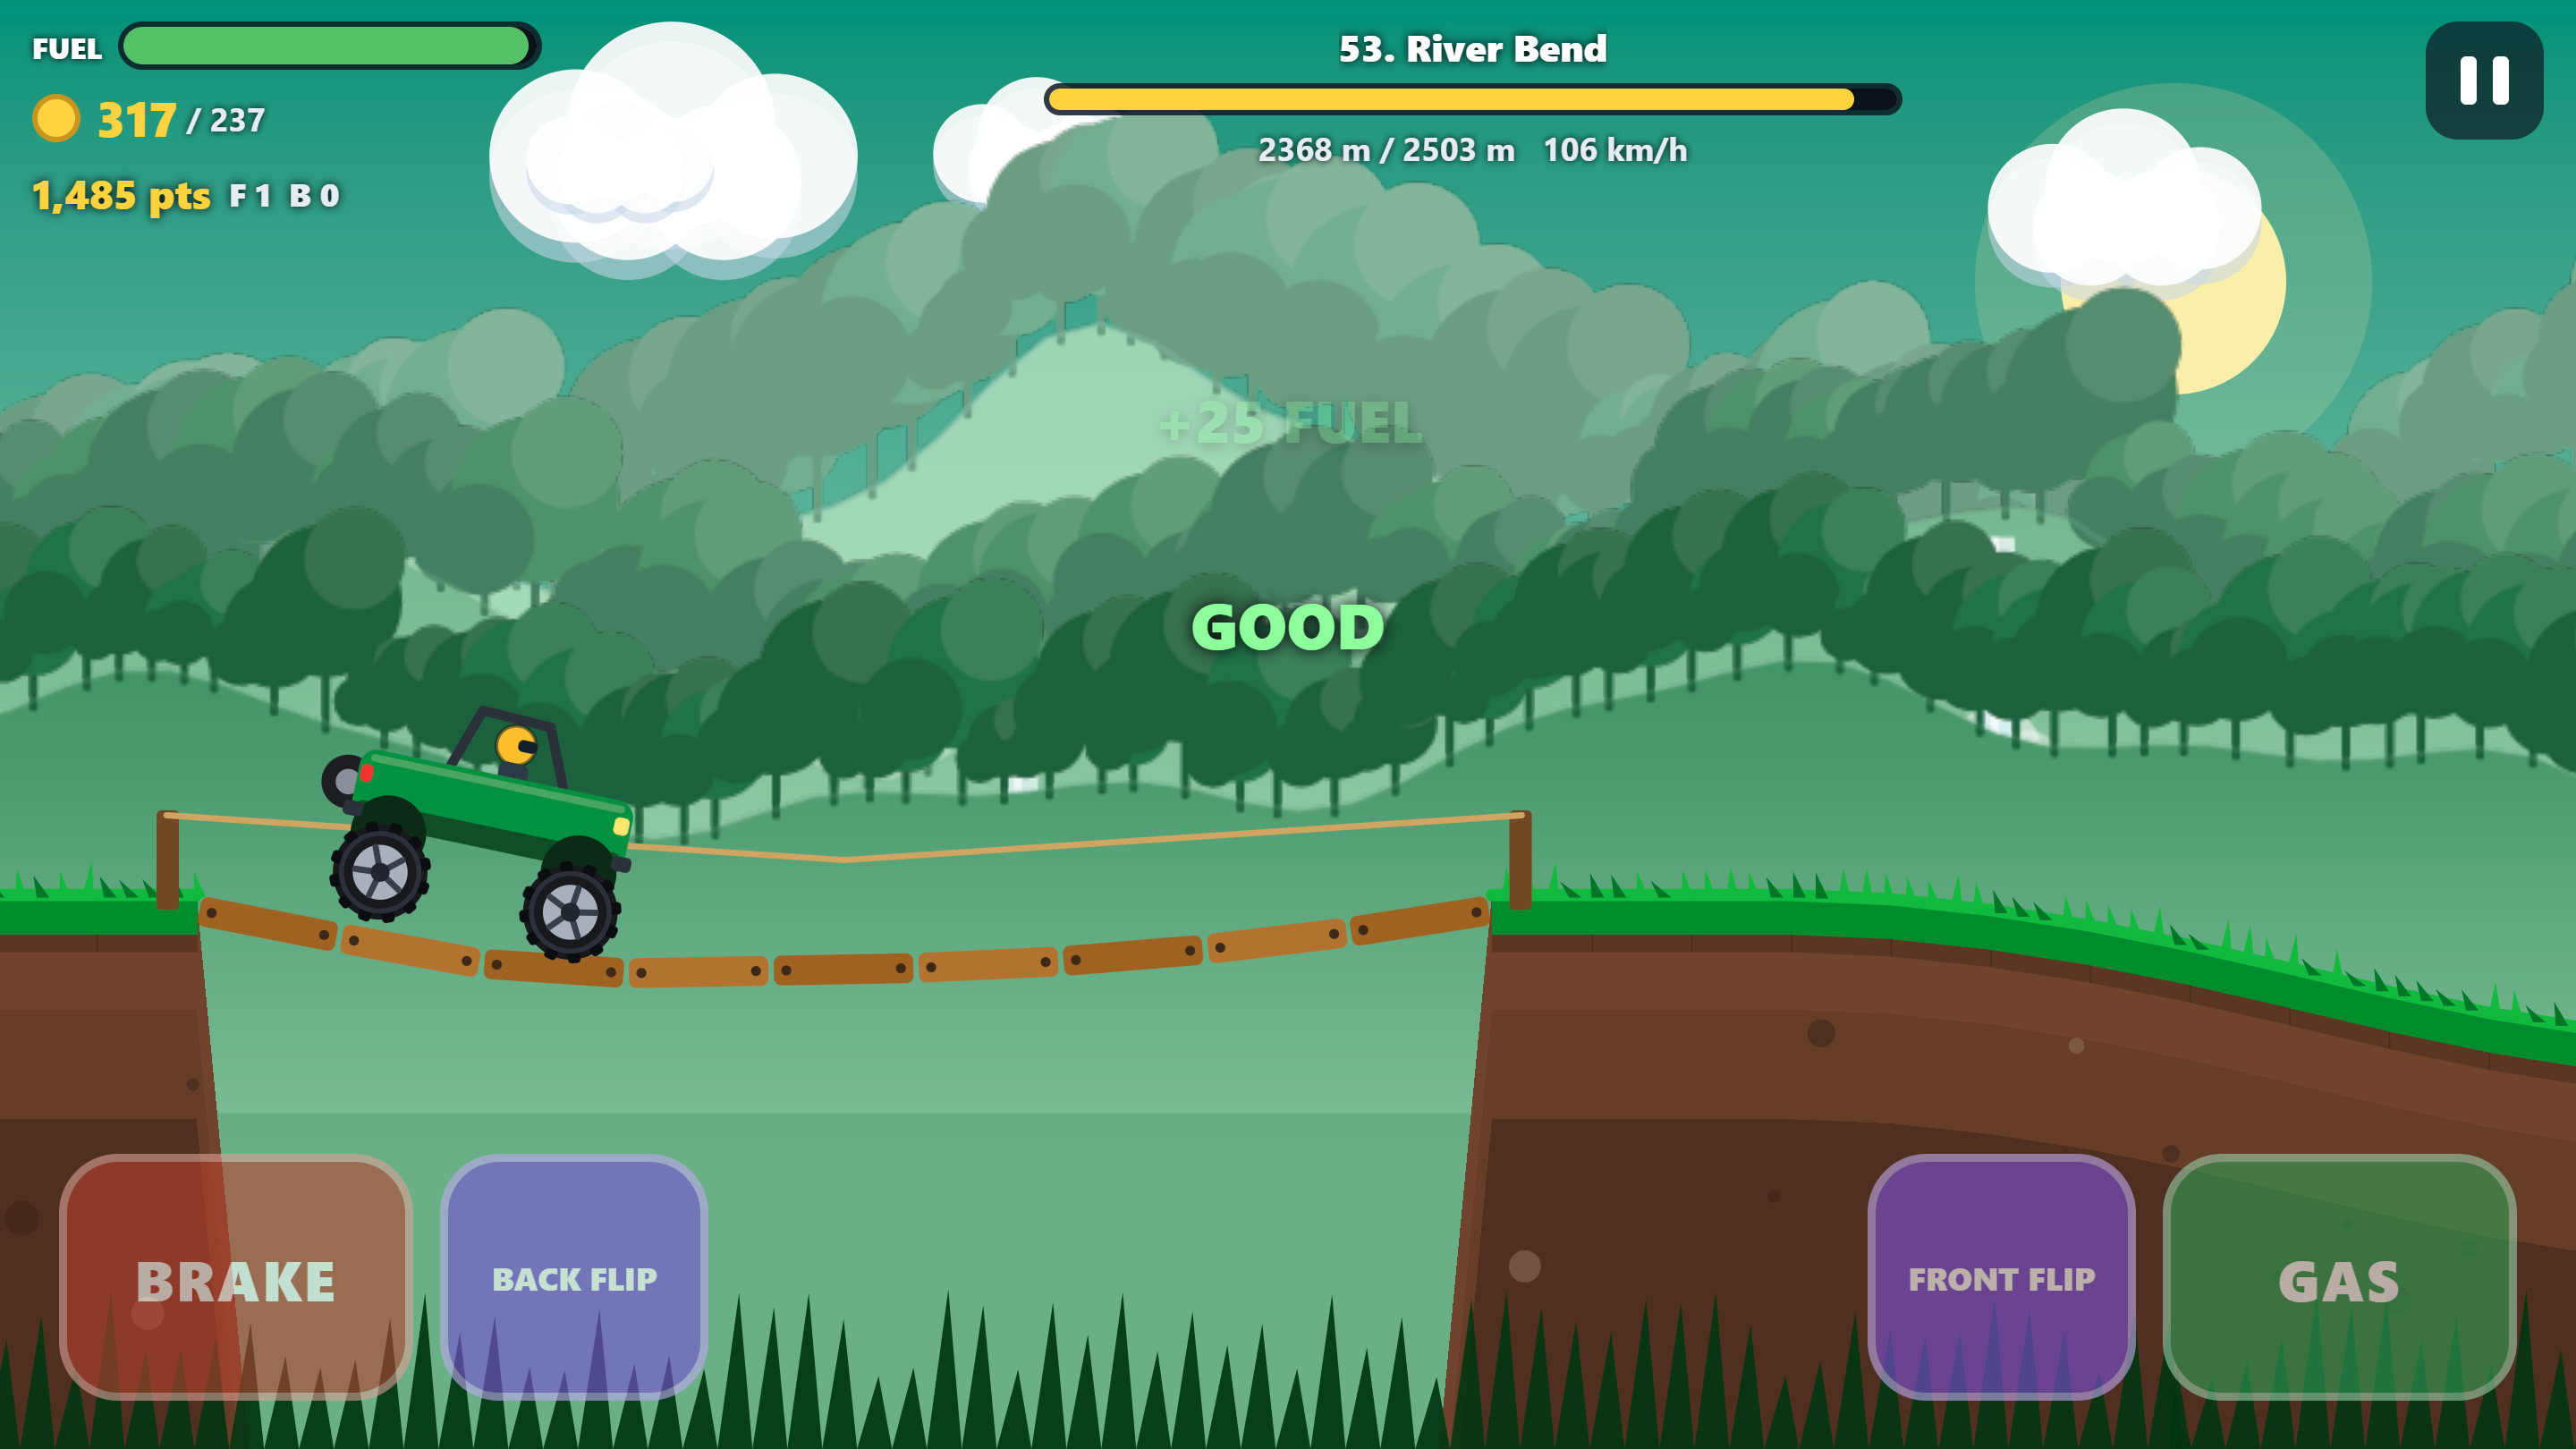 FUEL
317 / 237
1,485 pts F 1 B 0
53. River Bend
2368 m / 2503 m 106 km/h
+25 FUEL
GOOD
BRAKE
BACK FLIP
FRONT FLIP
GAS